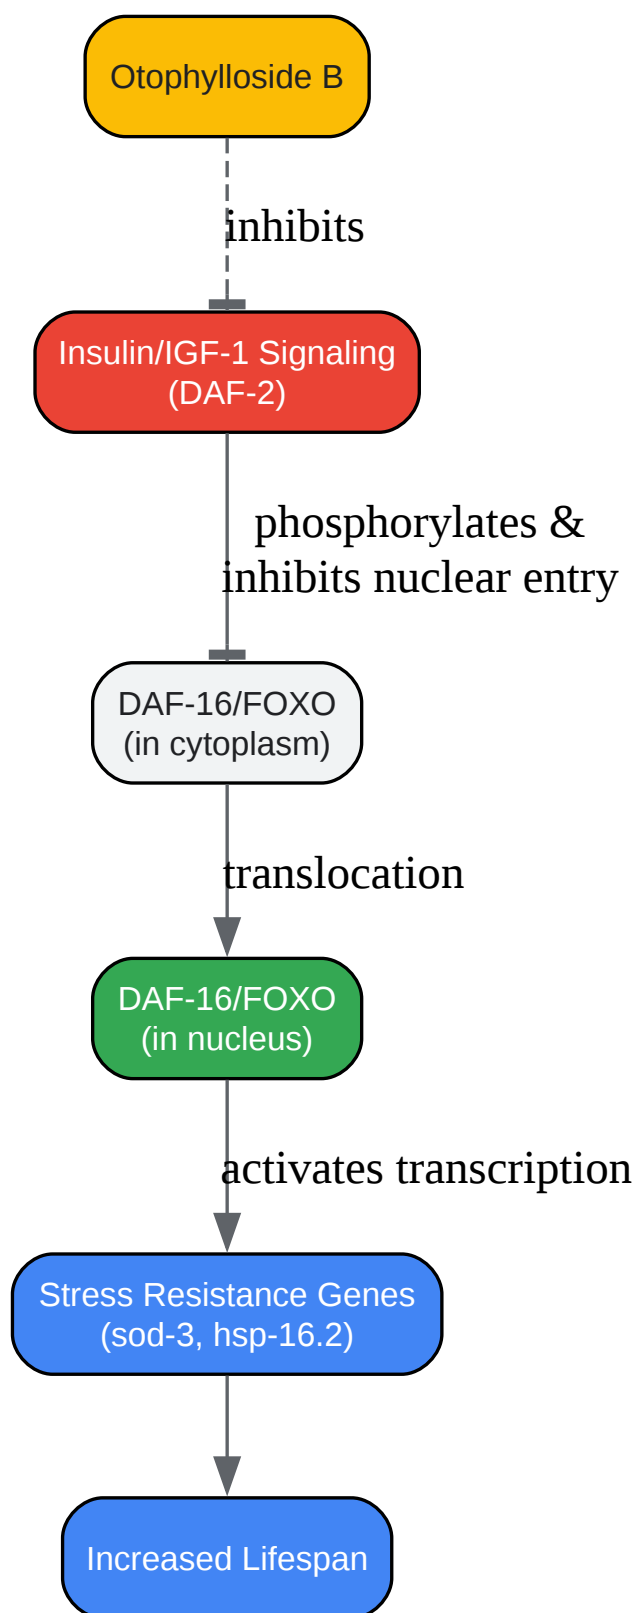 Otophylloside B
inhibits
Insulin/IGF-1 Signaling
(DAF-2)
phosphorylates &
inhibits nuclear entry
DAF-16/FOXO
(in cytoplasm)
translocation
DAF-16/FOXO
(in nucleus)
activates transcription
Stress Resistance Genes
(sod-3, hsp-16.2)
Increased Lifespan